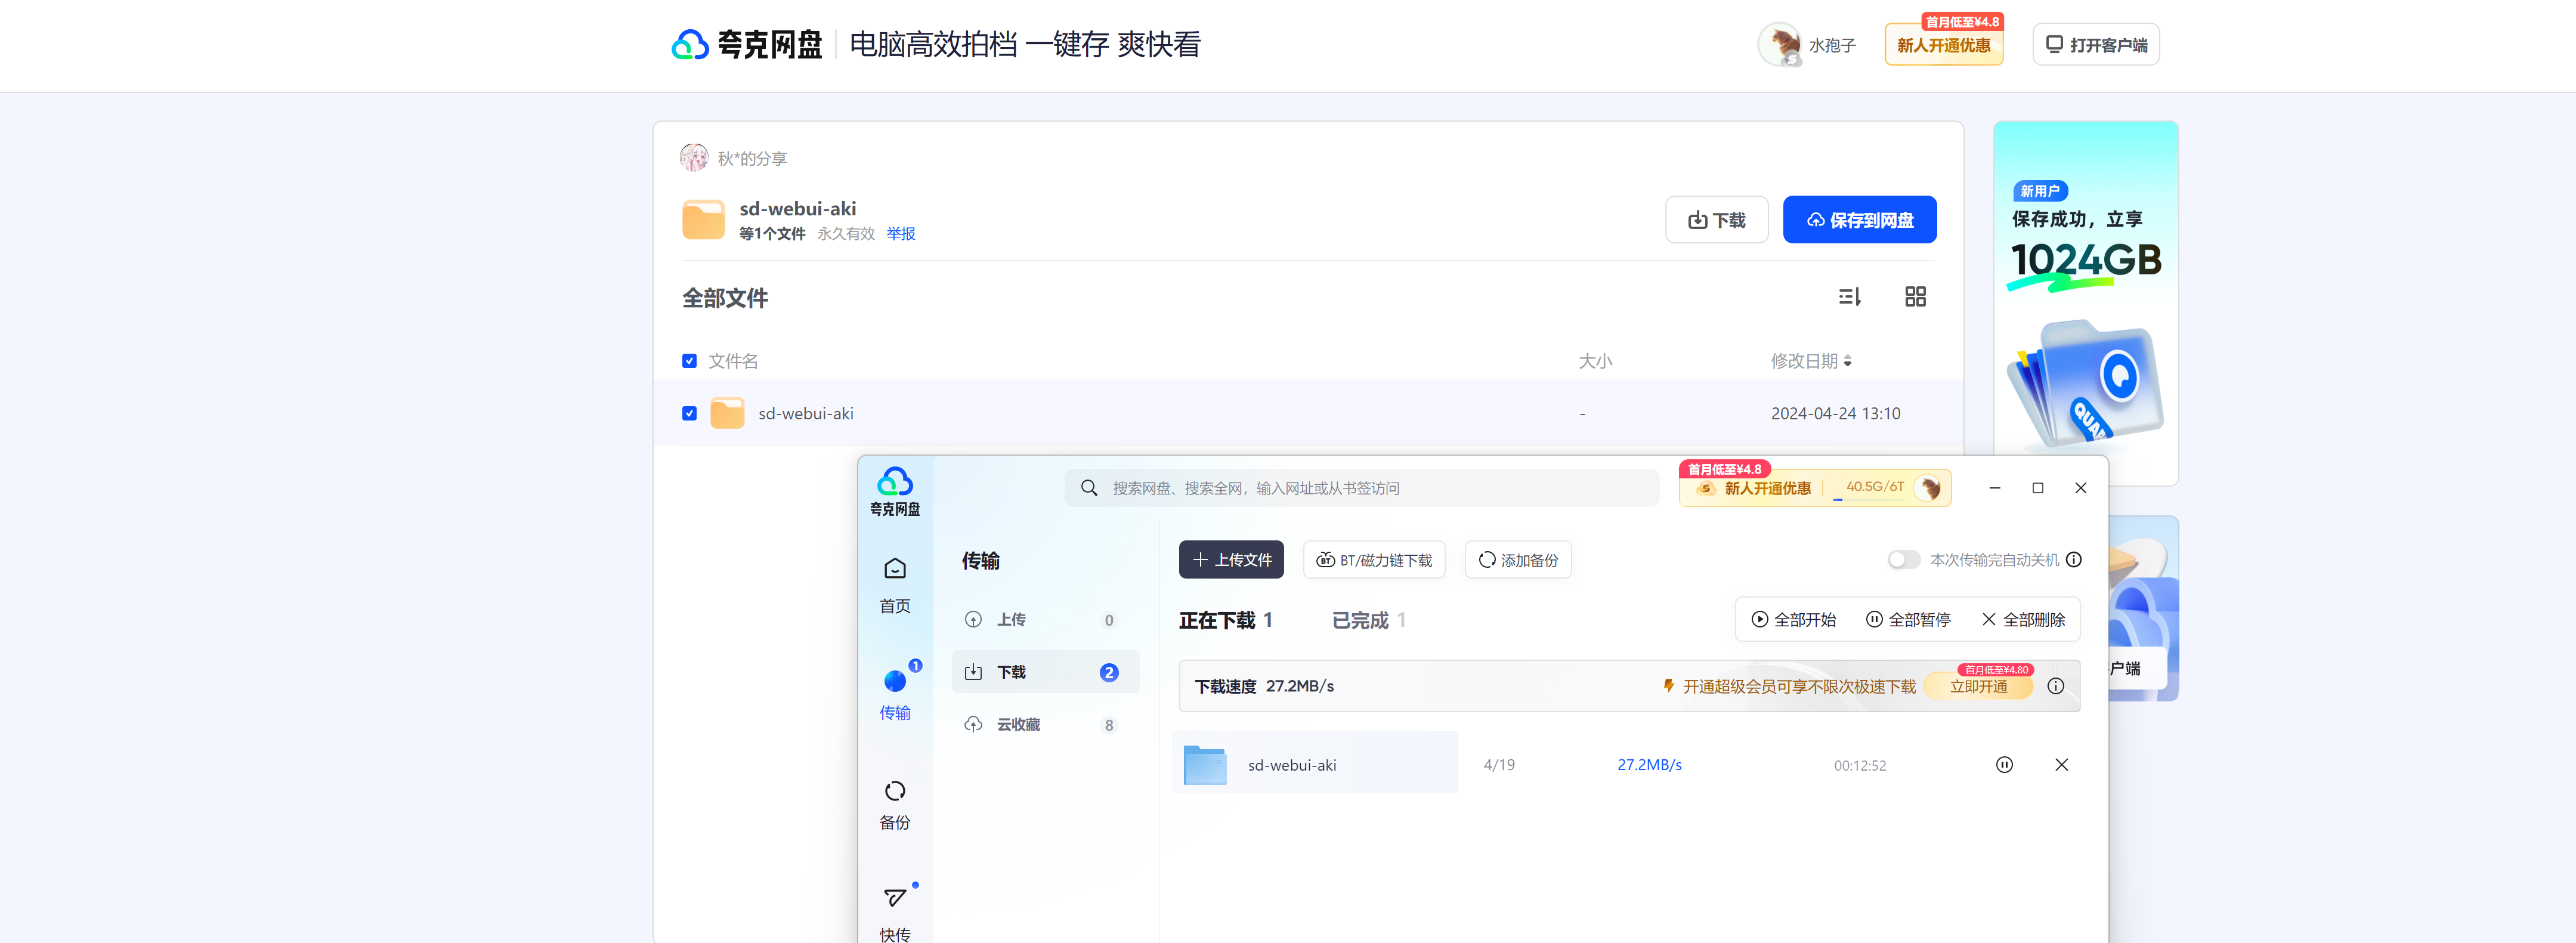 夸克网盘 电脑高效拍档 一键存 爽快看
水孢子
首月低至¥4.8
新人开通优惠
打开客户端
秋*的分享
sd-webui-aki
等1个文件 永久有效 举报
下载
保存到网盘
全部文件
文件名 大小 修改日期
sd-webui-aki - 2024-04-24 13:10
新用户
保存成功，立享
1024GB
QUAR
户端
夸克网盘
首页
1
传输
备份
快传
搜索网盘、搜索全网，输入网址或从书签访问
首月低至¥4.8
新人开通优惠 40.5G/6T
传输
上传 0
下载 2
云收藏 8
上传文件
BT BT/磁力链下载
添加备份
本次传输完自动关机
正在下载 1 已完成 1
全部开始 全部暂停 全部删除
下载速度 27.2MB/s
开通超级会员可享不限次极速下载
首月低至¥4.80
立即开通
sd-webui-aki 4/19 27.2MB/s 00:12:52